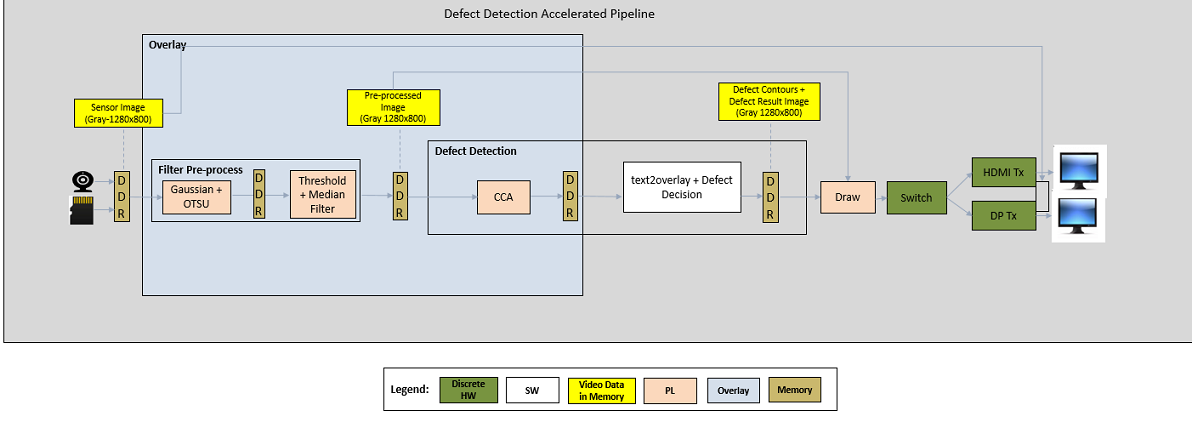 Defect Detection Accelerated Pipeline
Overlay
Sensor Image
(Gray-1280x800)
Pre-processed
Image
(Gray 1280x800)
Defect Contours +
Defect Result Image
(Gray 1280x800)
Filter Pre-process
Defect Detection
D
D
R
Gaussian +
OTSU
D
D
R
Threshold
+ Median
Filter
D
D
R
CCA
D
D
R
text2overlay + Defect
Decision
D
D
R
Draw
Switch
HDMI Tx
DP Tx
Legend:
Discrete
HW
SW
Video Data
in Memory
PL
Overlay
Memory